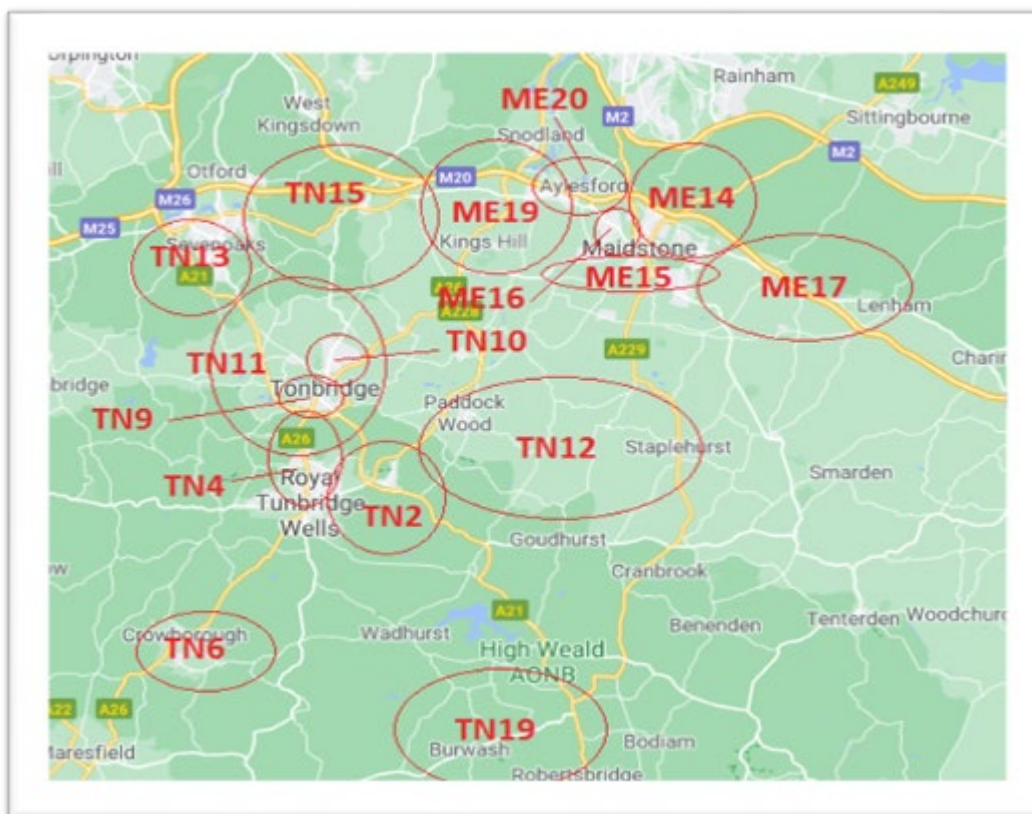 Rainham
A249
West
Kingsdown
ME20
M2
Sittingbourne
Snodland
M2
Otford
M20
Aylesford
TN15
M26
ME19
ME14
M25
Sevenoaks
Kings Hill
Maidstone
TN13
A21
ME15
ME17
ME16
Lenham
A228
TN10
A229
TN11
Tonbridge
Paddock
Wood
TN9
A26
TN12
Staplehurst
TN4
Royal
Tunbridge
Wells
TN2
Smarden
Goudhurst
Cranbrook
A21
Tenterden
Woodchurc
Crowborough
Wadhurst
Benenden
TN6
High Weald
AONB
A22
A26
TN19
Maresfield
Burwash
Bodiam
Robertsbridge